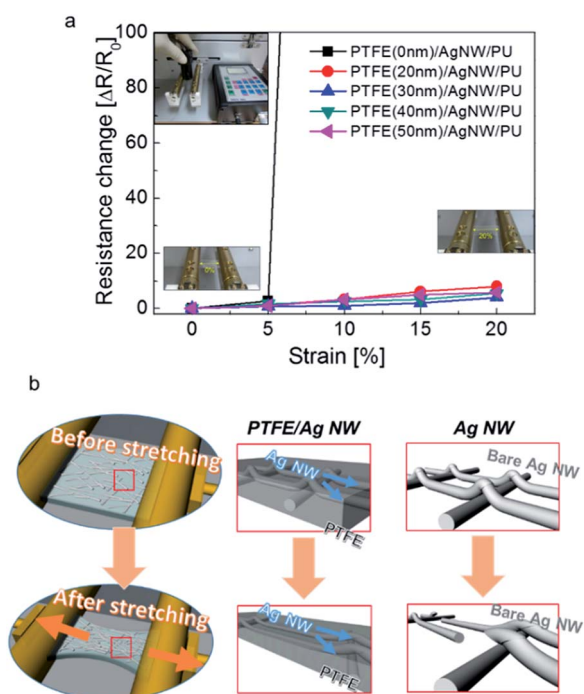 a
Resistance change [ΔR/R₀]
100
80
60
40
20
0
PTFE(0nm)/AgNW/PU
PTFE(20nm)/AgNW/PU
PTFE(30nm)/AgNW/PU
PTFE(40nm)/AgNW/PU
PTFE(50nm)/AgNW/PU
0%
20%
0 5 10 15 20
Strain [%]
b
Before stretching
PTFE/Ag NW
Ag NW
Ag NW
PTFE
Bare Ag NW
After stretching
Ag NW
PTFE
Bare Ag NW